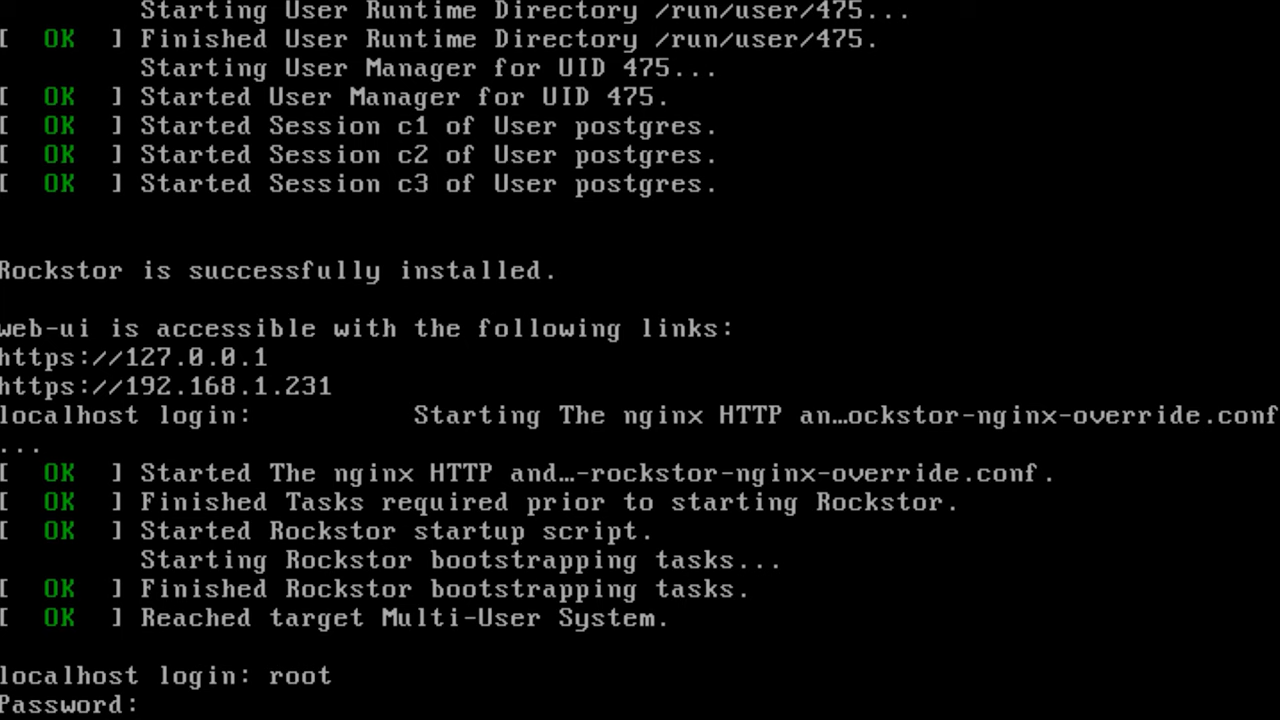 Starting User Runtime Directory /run/user/475...
[  OK  ] Finished User Runtime Directory /run/user/475.
Starting User Manager for UID 475...
[  OK  ] Started User Manager for UID 475.
[  OK  ] Started Session c1 of User postgres.
[  OK  ] Started Session c2 of User postgres.
[  OK  ] Started Session c3 of User postgres.
Rockstor is successfully installed.
web-ui is accessible with the following links:
https://127.0.0.1
https://192.168.1.231
localhost login:          Starting The nginx HTTP an…ockstor-nginx-override.conf
...
[  OK  ] Started The nginx HTTP and…-rockstor-nginx-override.conf.
[  OK  ] Finished Tasks required prior to starting Rockstor.
[  OK  ] Started Rockstor startup script.
Starting Rockstor bootstrapping tasks...
[  OK  ] Finished Rockstor bootstrapping tasks.
[  OK  ] Reached target Multi-User System.
localhost login: root
Password: